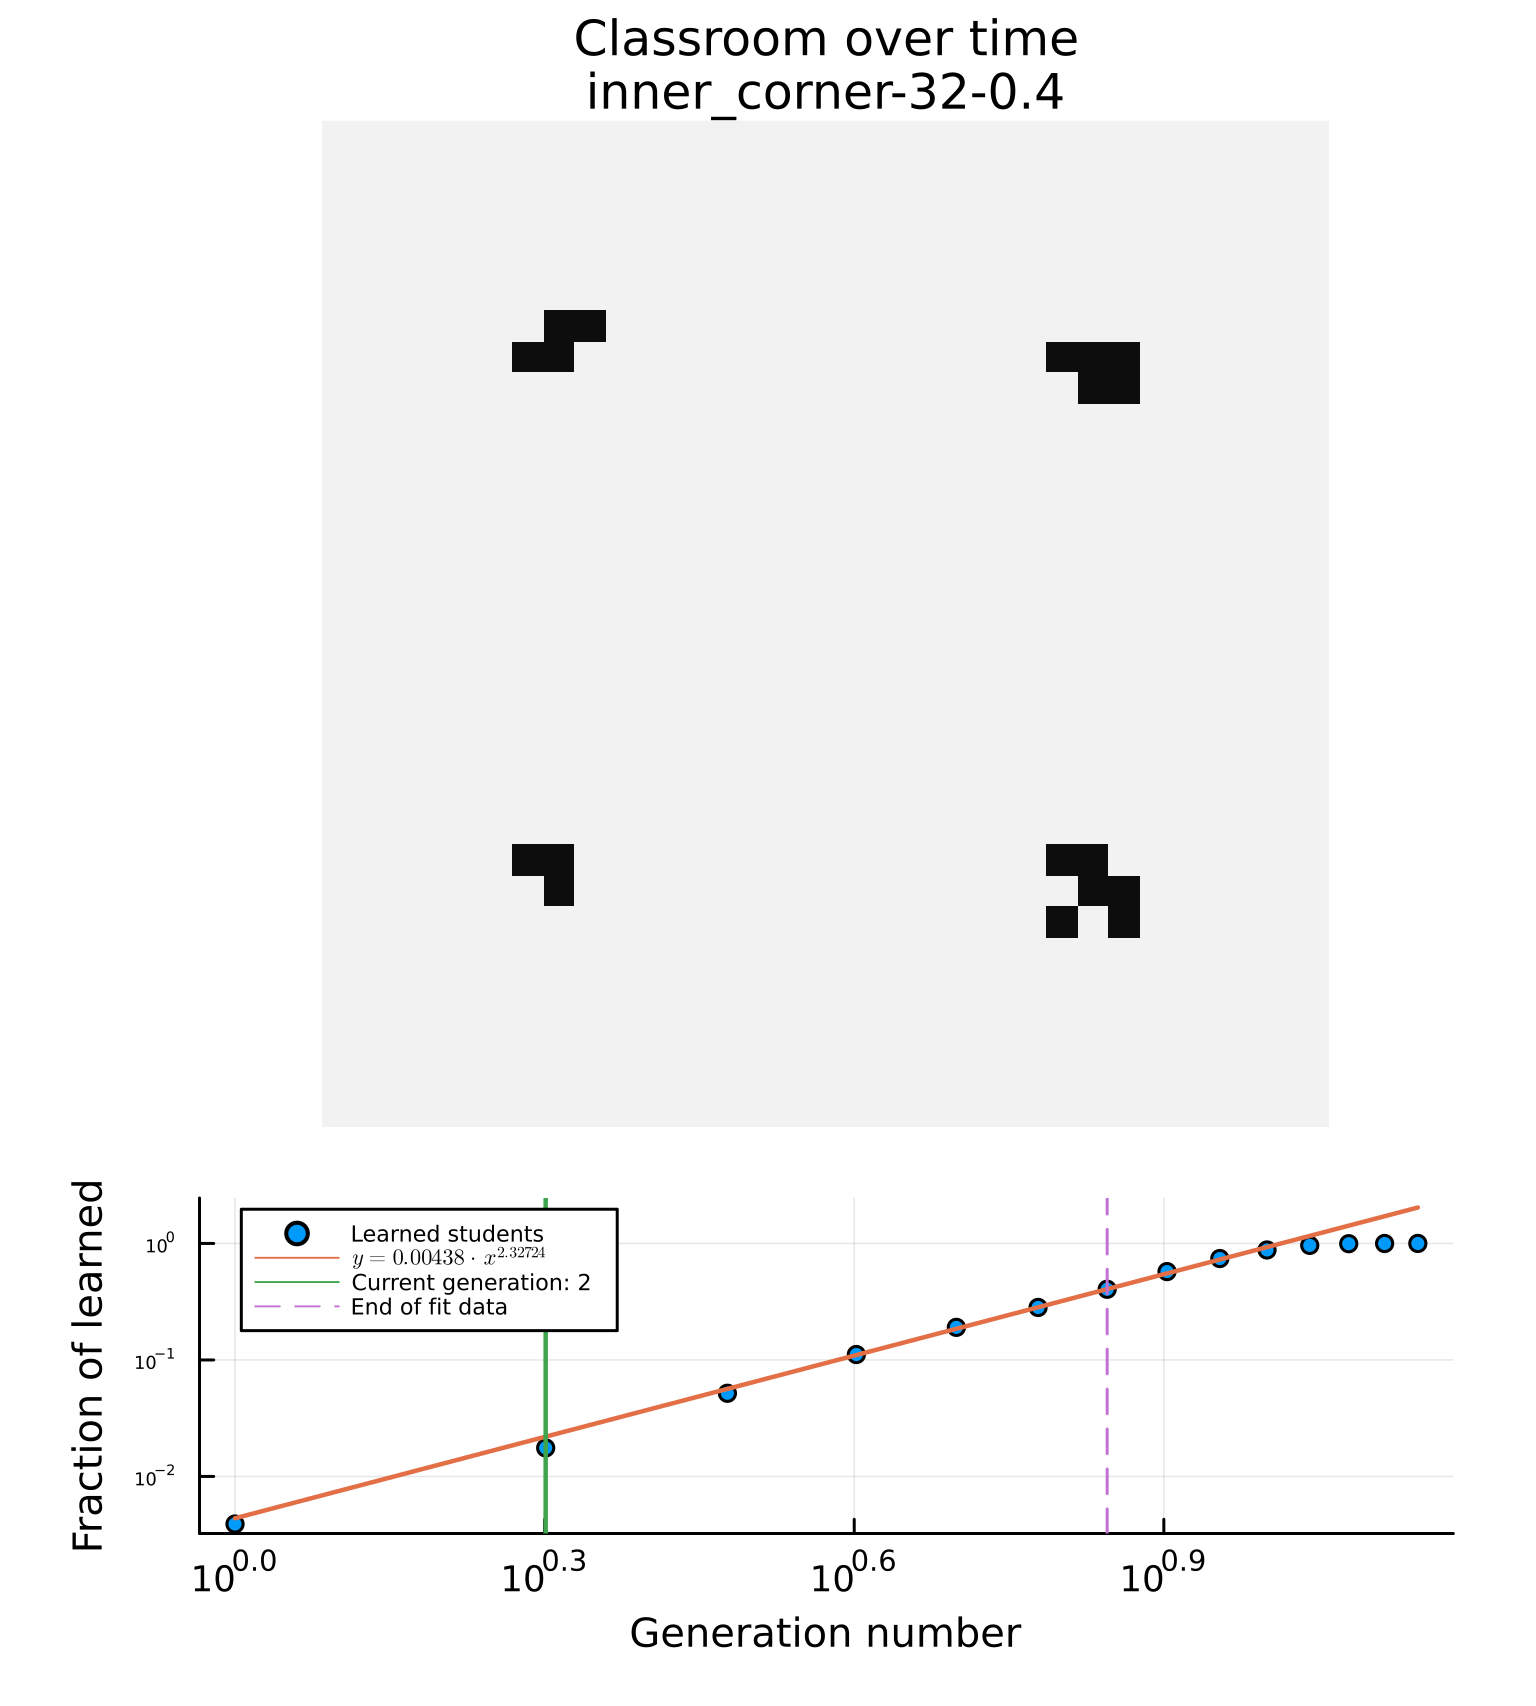 Classroom over time
inner_corner-32-0.4
Fraction of learned
10⁰
10⁻¹
10⁻²
Learned students
y = 0.00438 · x^2.32724
Current generation: 2
End of fit data
10^0.0 10^0.3 10^0.6 10^0.9
Generation number